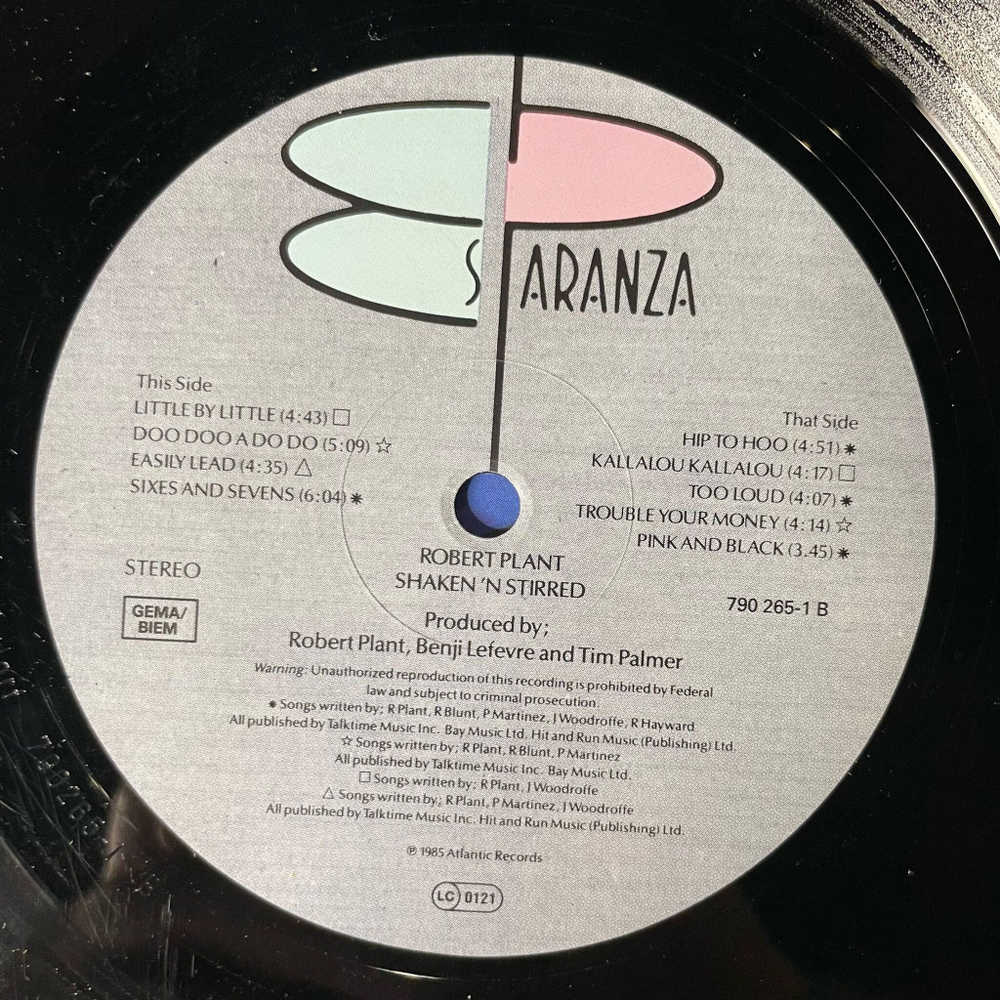 ES PARANZA
This Side
LITTLE BY LITTLE (4:43) □
DOO DOO A DO DO (5:09) ☆
EASILY LEAD (4:35) △
SIXES AND SEVENS (6:04) ✷
That Side
HIP TO HOO (4:51) ✷
KALLALOU KALLALOU (4:17) □
TOO LOUD (4:07) ✷
TROUBLE YOUR MONEY (4:14) ☆
PINK AND BLACK (3.45) ✷
STEREO
GEMA/
BIEM
790 265-1 B
ROBERT PLANT
SHAKEN 'N STIRRED
Produced by;
Robert Plant, Benji Lefevre and Tim Palmer
Warning: Unauthorized reproduction of this recording is prohibited by Federal
law and subject to criminal prosecution.
✷ Songs written by; R Plant, R Blunt, P Martinez, J Woodroffe, R Hayward
All published by Talktime Music Inc. Bay Music Ltd. Hit and Run Music (Publishing) Ltd.
☆ Songs written by; R Plant, R Blunt, P Martinez
All published by Talktime Music Inc. Bay Music Ltd.
□ Songs written by; R Plant, J Woodroffe
△ Songs written by; R Plant, P Martinez, J Woodroffe
All published by Talktime Music Inc. Hit and Run Music (Publishing) Ltd.
℗ 1985 Atlantic Records
LC 0121